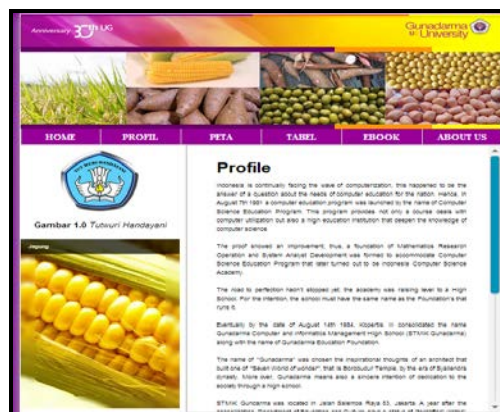 Anniversary 30th UG
Gunadarma
University
HOME PROFIL PETA TABEL EBOOK ABOUT US
TUT WURI HANDAYANI
Gambar 1.0 Tutwuri Handayani
Jagung
Profile
Indonesia is continually facing the wave of computerization, this happened to be the
answer of a question about the needs of computer education for the nation. Hence, in
August 7th 1981 a computer education program was launched by the name of Computer
Science Education Program. This program provides not only a course deals with
computer utilization but also a high education institution that deepen the knowledge of
computer science.
The proof showed an improvement, thus, a foundation of Mathematics Research
Operation and System Analyst Development was formed to accommodate Computer
Science Education Program that later turned out to be Indonesia Computer Science
Academy.
The road to perfection hasn't stopped yet, the academy was raising level to a High
School. For the intention, the school must have the same name as the Foundation's that
runs it.
Eventually by the date of August 14th 1984, Kopertis III consolidated the name
Gunadarma Computer and Informatics Management High School (STMIK Gunadarma)
along with the name of Gunadarma Education Foundation.
The name of "Gunadarma" was chosen the inspirational thoughts of an architect that
built one of "Seven World of wonder", that is Borobudur Temple, by the era of Syailendra
dynasty. More over, Gunadarma means also a sincere intention of dedication to the
society through a high school.
STMIK Gundarma was located in Jalan Salemba Raya 53, Jakarta. A year after the